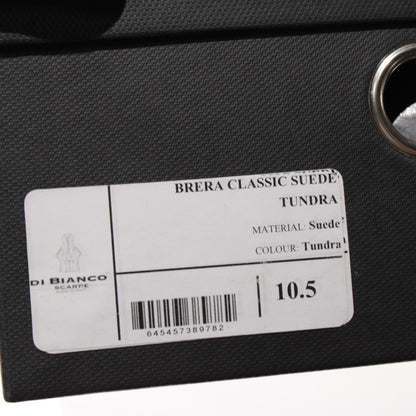 BRERA CLASSIC SUEDE
TUNDRA
MATERIAL: Suede
COLOUR: Tundra
DI BIANCO
SCARPE
10.5
645457389782